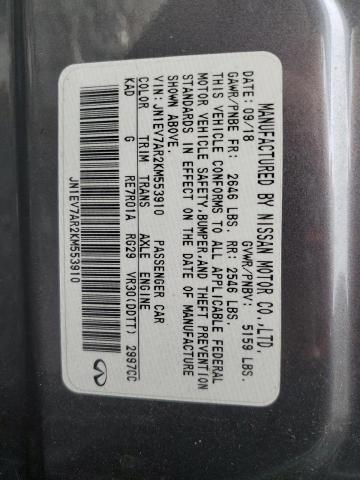 MANUFACTURED BY NISSAN MOTOR CO.,LTD.
DATE: 09/18 GVWR/PNBV: 5159 LBS.
GAWR/PNBE FR: 2646 LBS. RR: 2546 LBS.
THIS VEHICLE CONFORMS TO ALL APPLICABLE FEDERAL
MOTOR VEHICLE SAFETY,BUMPER,AND THEFT PREVENTION
STANDARDS IN EFFECT ON THE DATE OF MANUFACTURE
SHOWN ABOVE.
JN1EV7AR2KM553910 PASSENGER CAR
COLOR TRIM TRANS AXLE ENGINE
KAD G RE7R01A RG29 VR30(DDTT) 2997CC
JN1EV7AR2KM553910